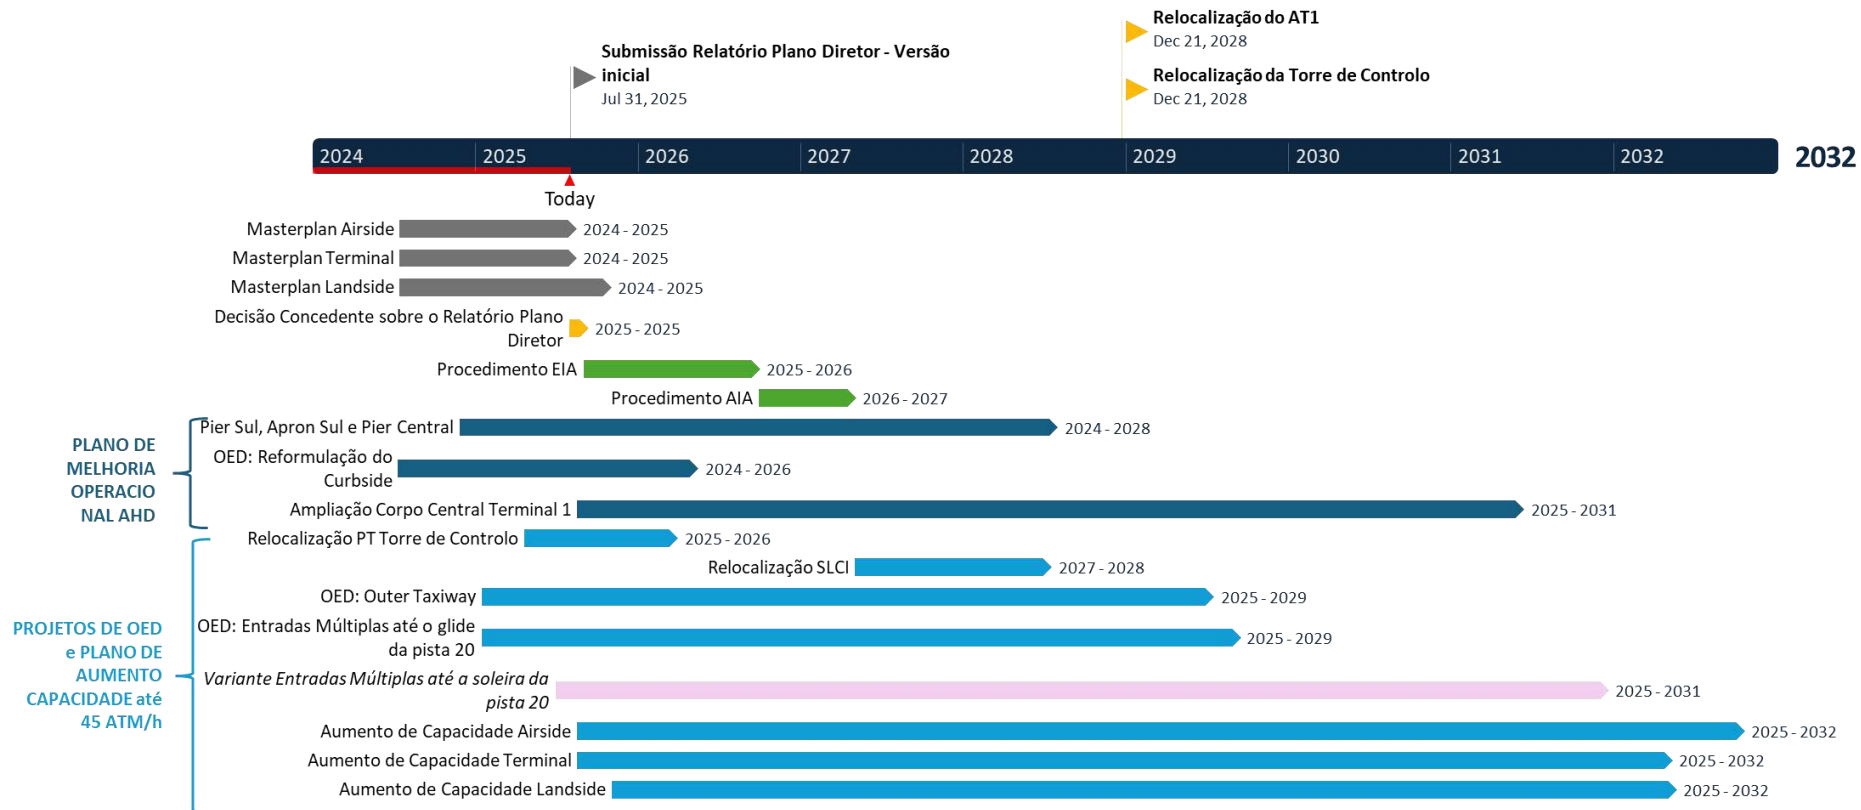 Relocalização do AT1
Dec 21, 2028
Submissão Relatório Plano Diretor - Versão
inicial
Jul 31, 2025
Relocalização da Torre de Controlo
Dec 21, 2028
2024 2025 2026 2027 2028 2029 2030 2031 2032 2032
Today
Masterplan Airside 2024 - 2025
Masterplan Terminal 2024 - 2025
Masterplan Landside 2024 - 2025
Decisão Concedente sobre o Relatório Plano
Diretor 2025 - 2025
Procedimento EIA 2025 - 2026
Procedimento AIA 2026 - 2027
PLANO DE
MELHORIA
OPERACIO
NAL AHD
Pier Sul, Apron Sul e Pier Central 2024 - 2028
OED: Reformulação do
Curbside 2024 - 2026
Ampliação Corpo Central Terminal 1 2025 - 2031
PROJETOS DE OED
e PLANO DE
AUMENTO
CAPACIDADE até
45 ATM/h
Relocalização PT Torre de Controlo 2025 - 2026
Relocalização SLCI 2027 - 2028
OED: Outer Taxiway 2025 - 2029
OED: Entradas Múltiplas até o glide
da pista 20 2025 - 2029
Variante Entradas Múltiplas até a soleira da
pista 20 2025 - 2031
Aumento de Capacidade Airside 2025 - 2032
Aumento de Capacidade Terminal 2025 - 2032
Aumento de Capacidade Landside 2025 - 2032